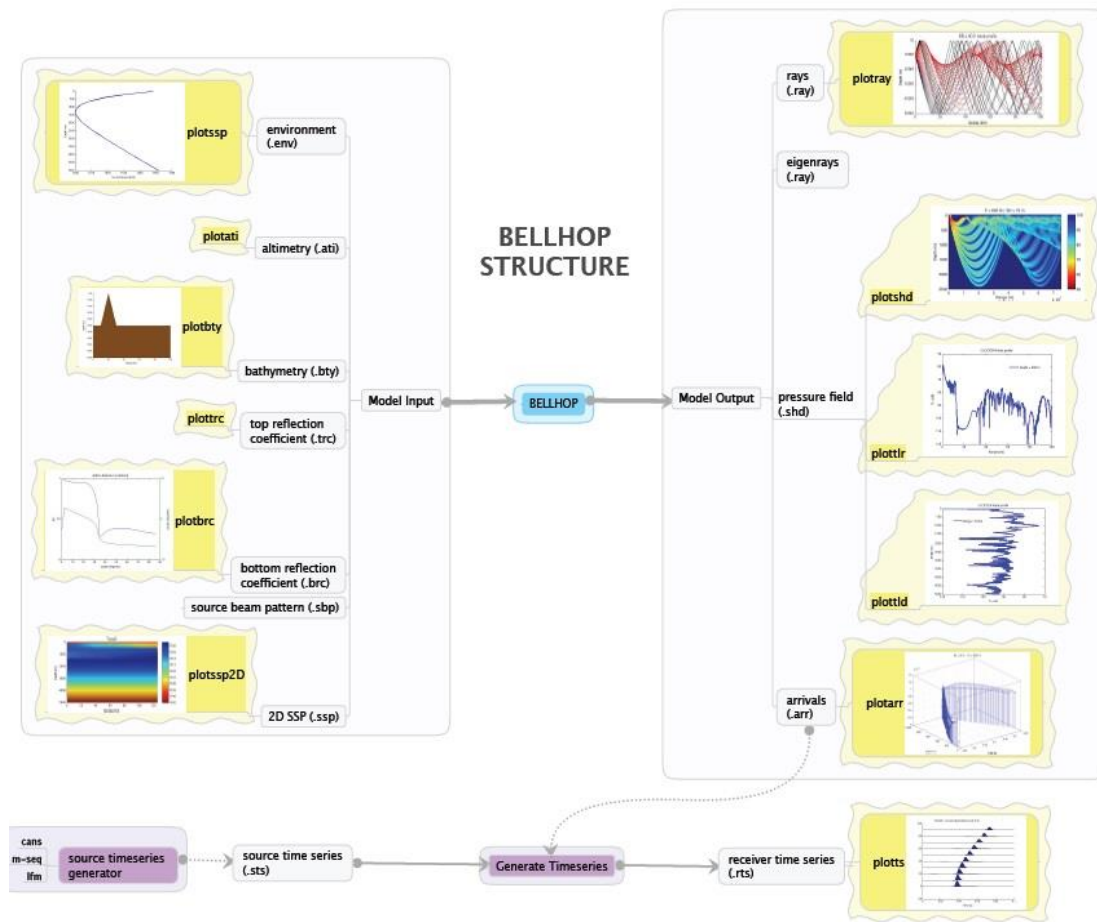 BELLHOP
STRUCTURE
plotssp
environment
(.env)
plotati
altimetry (.ati)
plotbty
bathymetry (.bty)
plottrc
top reflection
coefficient (.trc)
plotbrc
bottom reflection
coefficient (.brc)
source beam pattern (.sbp)
plotssp2D
2D SSP (.ssp)
Model Input
BELLHOP
Model Output
rays
(.ray)
plotray
eigenrays
(.ray)
pressure field
(.shd)
plotshd
plottlr
plottld
arrivals
(.arr)
plotarr
cans
m-seq
lfm
source timeseries
generator
source time series
(.sts)
Generate Timeseries
receiver time series
(.rts)
plotts